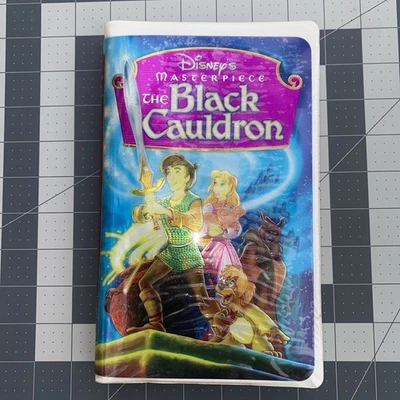 Disney's
Masterpiece
The Black
Cauldron